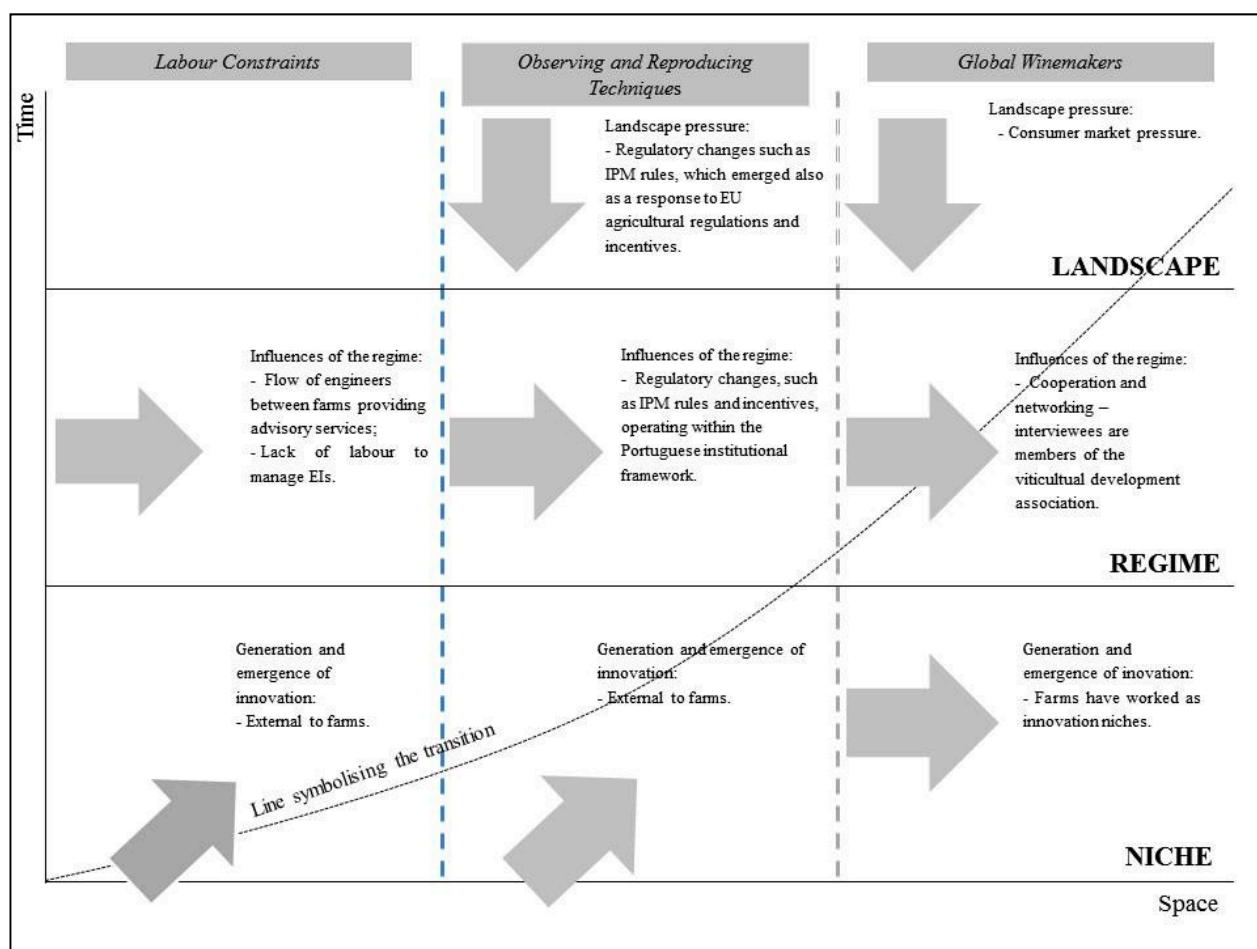 Time
Labour Constraints
Observing and Reproducing
Techniques
Global Winemakers
Landscape pressure:
- Regulatory changes such as
IPM rules, which emerged also
as a response to EU
agricultural regulations and
incentives.
Landscape pressure:
- Consumer market pressure.
LANDSCAPE
Influences of the regime:
- Flow of engineers
between farms providing
advisory services;
- Lack of labour to
manage EIs.
Influences of the regime:
- Regulatory changes, such
as IPM rules and incentives,
operating within the
Portuguese institutional
framework.
Influences of the regime:
- Cooperation and
networking –
interviewees are
members of the
viticultual development
association.
REGIME
Generation and
emergence of
innovation:
- External to farms.
Generation and emergence of
innovation:
- External to farms.
Generation and
emergence of inovation:
- Farms have worked as
innovation niches.
Line symbolising the transition
NICHE
Space